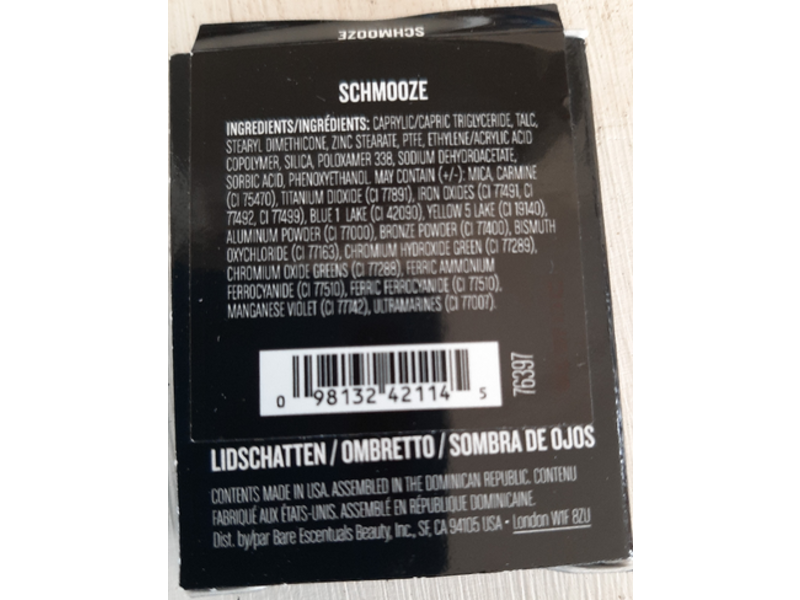 SCHMOOZE
SCHMOOZE
INGREDIENTS/INGRÉDIENTS: CAPRYLIC/CAPRIC TRIGLYCERIDE, TALC,
STEARYL DIMETHICONE, ZINC STEARATE, PTFE, ETHYLENE/ACRYLIC ACID
COPOLYMER, SILICA, POLOXAMER 338, SODIUM DEHYDROACETATE,
SORBIC ACID, PHENOXYETHANOL. MAY CONTAIN (+/-): MICA, CARMINE
(CI 75470), TITANIUM DIOXIDE (CI 77891), IRON OXIDES (CI 77491, CI
77492, CI 77499), BLUE 1 LAKE (CI 42090), YELLOW 5 LAKE (CI 19140),
ALUMINUM POWDER (CI 77000), BRONZE POWDER (CI 77400), BISMUTH
OXYCHLORIDE (CI 77163), CHROMIUM HYDROXIDE GREEN (CI 77289),
CHROMIUM OXIDE GREENS (CI 77288), FERRIC AMMONIUM
FERROCYANIDE (CI 77510), FERRIC FERROCYANIDE (CI 77510),
MANGANESE VIOLET (CI 77742), ULTRAMARINES (CI 77007).
0 98132 42114 5
76397
LIDSCHATTEN / OMBRETTO / SOMBRA DE OJOS
CONTENTS MADE IN USA. ASSEMBLED IN THE DOMINICAN REPUBLIC. CONTENU
FABRIQUÉ AUX ÉTATS-UNIS. ASSEMBLÉ EN RÉPUBLIQUE DOMINICAINE.
Dist. by/par Bare Escentuals Beauty, Inc., SF, CA 94105 USA • London W1F 8ZU